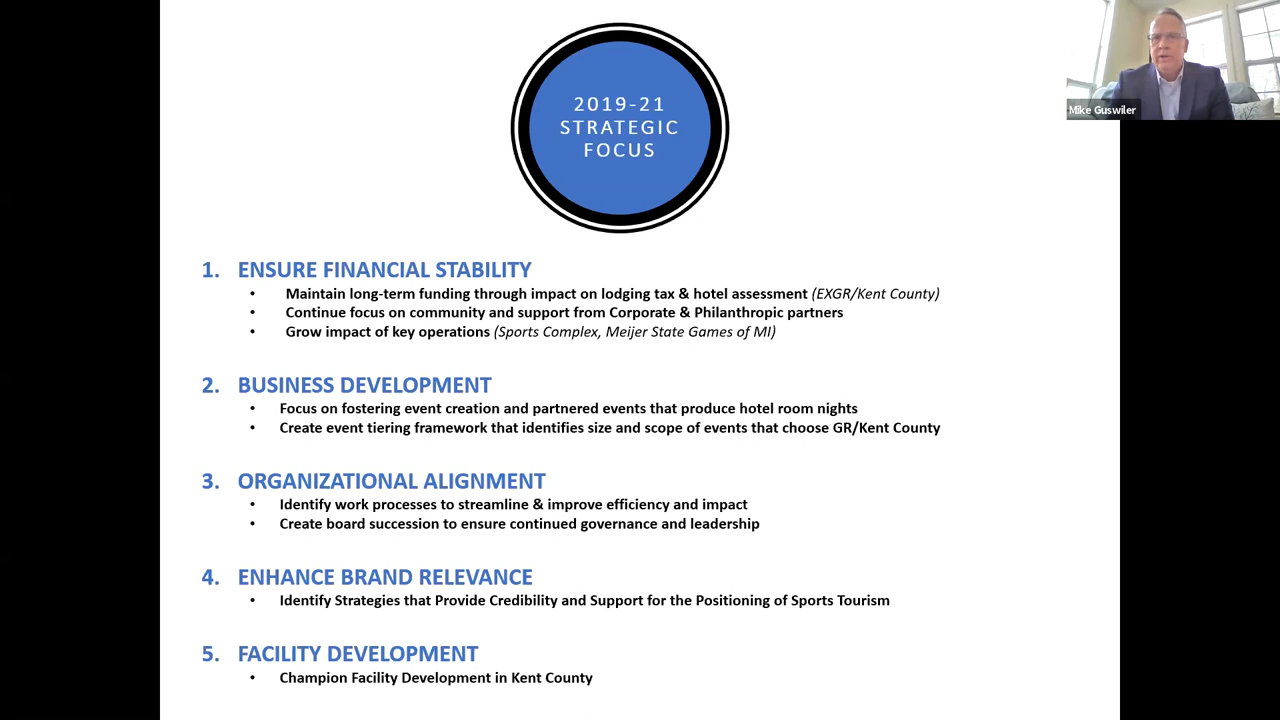 2019-21
STRATEGIC
FOCUS
Mike Guswiler
1. ENSURE FINANCIAL STABILITY
• Maintain long-term funding through impact on lodging tax & hotel assessment (EXGR/Kent County)
• Continue focus on community and support from Corporate & Philanthropic partners
• Grow impact of key operations (Sports Complex, Meijer State Games of MI)
2. BUSINESS DEVELOPMENT
• Focus on fostering event creation and partnered events that produce hotel room nights
• Create event tiering framework that identifies size and scope of events that choose GR/Kent County
3. ORGANIZATIONAL ALIGNMENT
• Identify work processes to streamline & improve efficiency and impact
• Create board succession to ensure continued governance and leadership
4. ENHANCE BRAND RELEVANCE
• Identify Strategies that Provide Credibility and Support for the Positioning of Sports Tourism
5. FACILITY DEVELOPMENT
• Champion Facility Development in Kent County